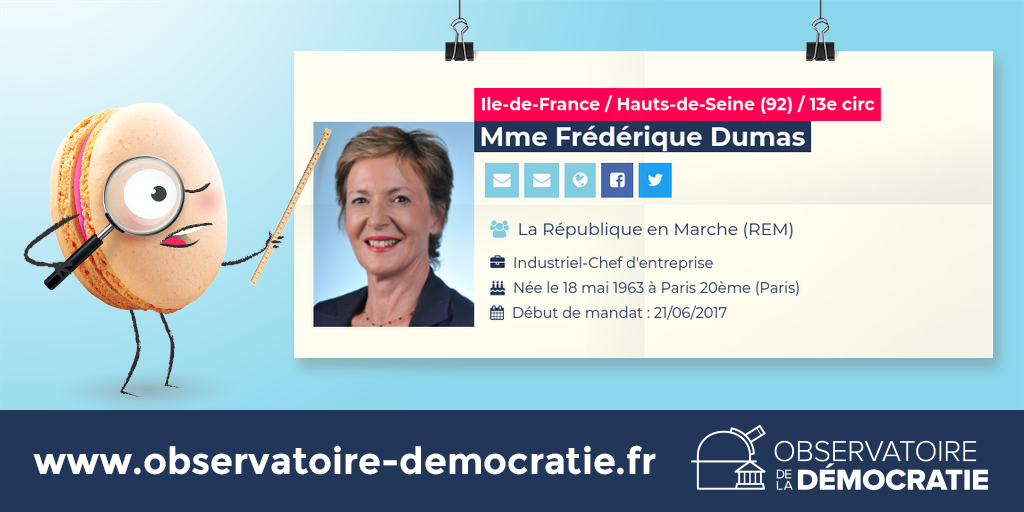 Ile-de-France / Hauts-de-Seine (92) / 13e circ
Mme Frédérique Dumas
La République en Marche (REM)
Industriel-Chef d'entreprise
Née le 18 mai 1963 à Paris 20ème (Paris)
Début de mandat : 21/06/2017
www.observatoire-democratie.fr
OBSERVATOIRE
DE LA DÉMOCRATIE